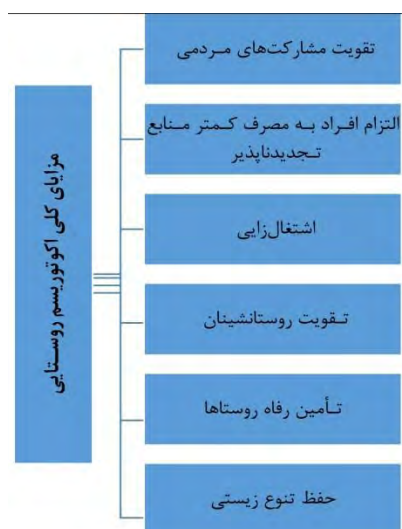 مزایای کلی اکوتوریسم روستایی
تقویت مشارکت‌های مردمی
التزام افراد به مصرف کمتر منابع
تجدیدناپذیر
اشتغال‌زایی
تقویت روستانشینان
تأمین رفاه روستاها
حفظ تنوع زیستی